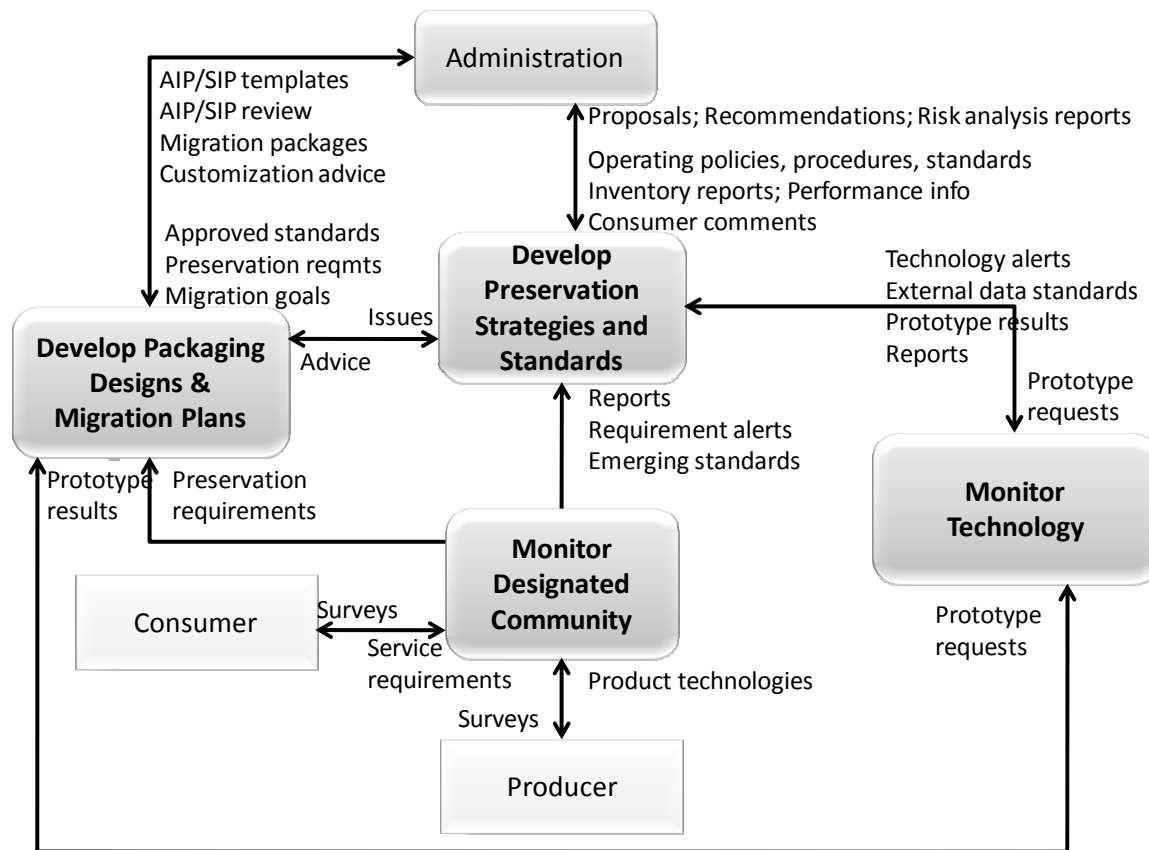 Administration
AIP/SIP templates
AIP/SIP review
Migration packages
Customization advice
Proposals; Recommendations; Risk analysis reports
Operating policies, procedures, standards
Inventory reports; Performance info
Consumer comments
Approved standards
Preservation reqmts
Migration goals
Develop
Preservation
Strategies and
Standards
Technology alerts
External data standards
Prototype results
Reports
Issues
Advice
Develop Packaging
Designs &
Migration Plans
Prototype
requests
Reports
Requirement alerts
Emerging standards
Prototype
results
Preservation
requirements
Monitor
Technology
Monitor
Designated
Community
Consumer
Surveys
Service
requirements
Prototype
requests
Product technologies
Surveys
Producer